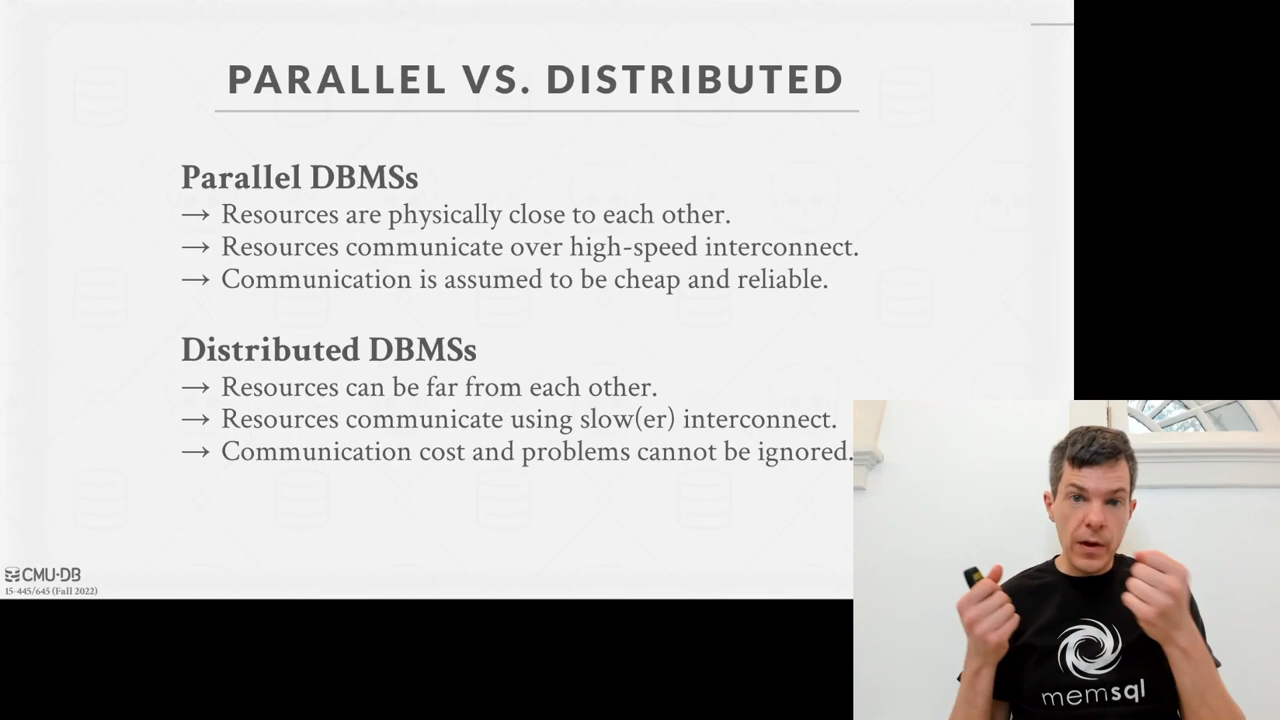 PARALLEL VS. DISTRIBUTED
Parallel DBMSs
→ Resources are physically close to each other.
→ Resources communicate over high-speed interconnect.
→ Communication is assumed to be cheap and reliable.
Distributed DBMSs
→ Resources can be far from each other.
→ Resources communicate using slow(er) interconnect.
→ Communication cost and problems cannot be ignored.
CMU·DB
15-445/645 (Fall 2022)
memsql